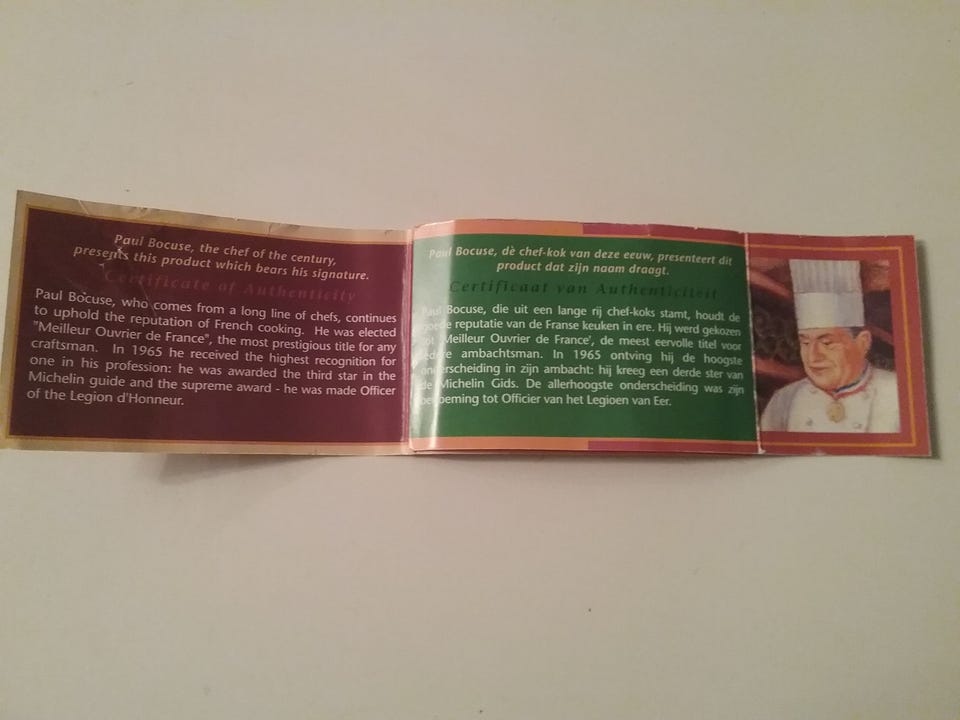 Paul Bocuse, the chef of the century,
presents this product which bears his signature.
Certificate of Authenticity
Paul Bocuse, who comes from a long line of chefs, continues
to uphold the reputation of French cooking. He was elected
"Meilleur Ouvrier de France", the most prestigious title for any
craftsman. In 1965 he received the highest recognition for
one in his profession: he was awarded the third star in the
Michelin guide and the supreme award - he was made Officer
of the Legion d'Honneur.
Paul Bocuse, dè chef-kok van deze eeuw, presenteert dit
product dat zijn naam draagt.
Certificaat van Authenticiteit
Paul Bocuse, die uit een lange rij chef-koks stamt, houdt de
goede reputatie van de Franse keuken in ere. Hij werd gekozen
tot 'Meilleur Ouvrier de France', de meest eervolle titel voor
iedere ambachtsman. In 1965 ontving hij de hoogste
onderscheiding in zijn ambacht: hij kreeg een derde ster van
de Michelin Gids. De allerhoogste onderscheiding was zijn
benoeming tot Officier van het Legioen van Eer.